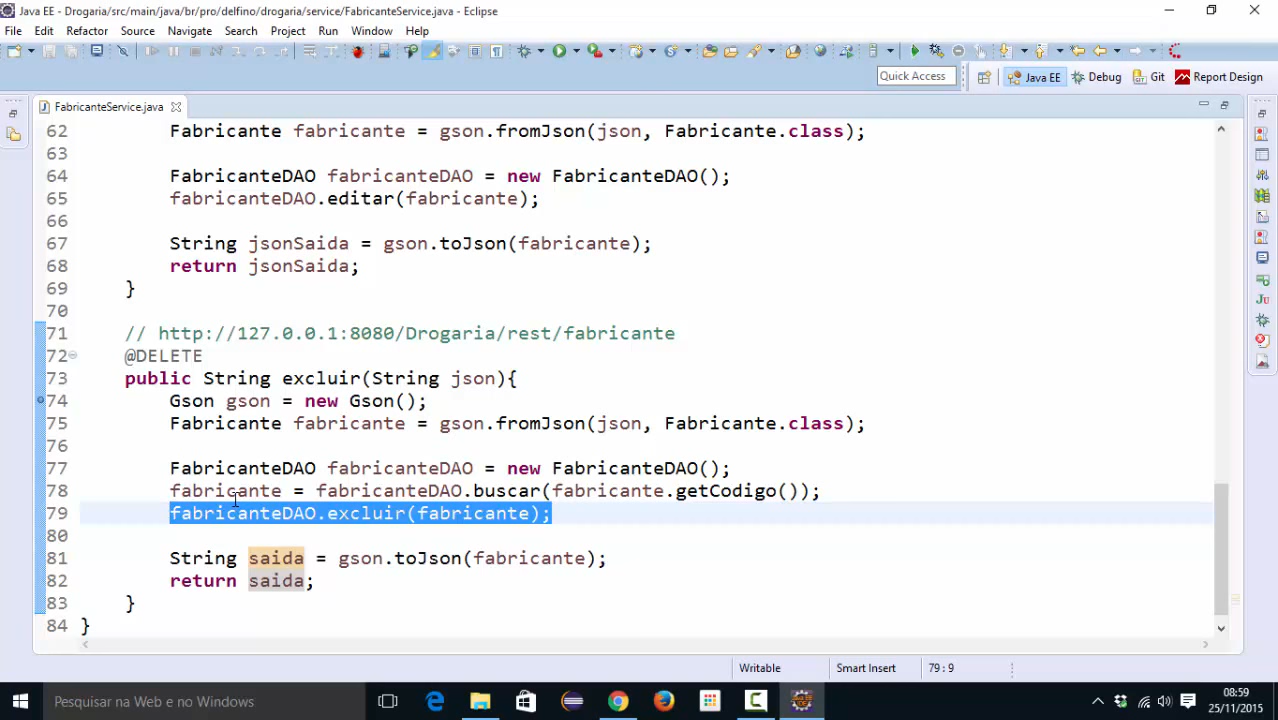 Java EE - Drogaria/src/main/java/br/pro/delfino/drogaria/service/FabricanteService.java - Eclipse
File Edit Refactor Source Navigate Search Project Run Window Help
Quick Access Java EE Debug Git Report Design
FabricanteService.java
62 Fabricante fabricante = gson.fromJson(json, Fabricante.class);
63
64 FabricanteDAO fabricanteDAO = new FabricanteDAO();
65 fabricanteDAO.editar(fabricante);
66
67 String jsonSaida = gson.toJson(fabricante);
68 return jsonSaida;
69 }
70
71 // http://127.0.0.1:8080/Drogaria/rest/fabricante
72 @DELETE
73 public String excluir(String json){
74 Gson gson = new Gson();
75 Fabricante fabricante = gson.fromJson(json, Fabricante.class);
76
77 FabricanteDAO fabricanteDAO = new FabricanteDAO();
78 fabricante = fabricanteDAO.buscar(fabricante.getCodigo());
79 fabricanteDAO.excluir(fabricante);
80
81 String saida = gson.toJson(fabricante);
82 return saida;
83 }
84 }
Writable Smart Insert 79 : 9
Pesquisar na Web e no Windows
08:59
25/11/2015